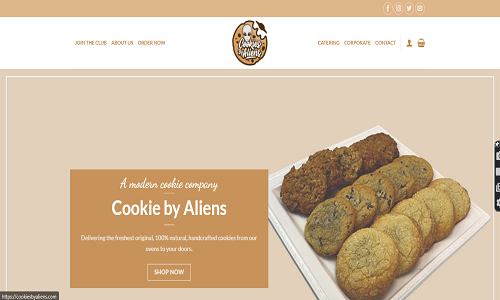 JOIN THE CLUB ABOUT US ORDER NOW
Cookies
by
Aliens
CATERING CORPORATE CONTACT
A modern cookie company
Cookie by Aliens
Delivering the freshest original, 100% natural, handcrafted cookies from our
ovens to your doors.
SHOP NOW
https://cookiesbyaliens.com